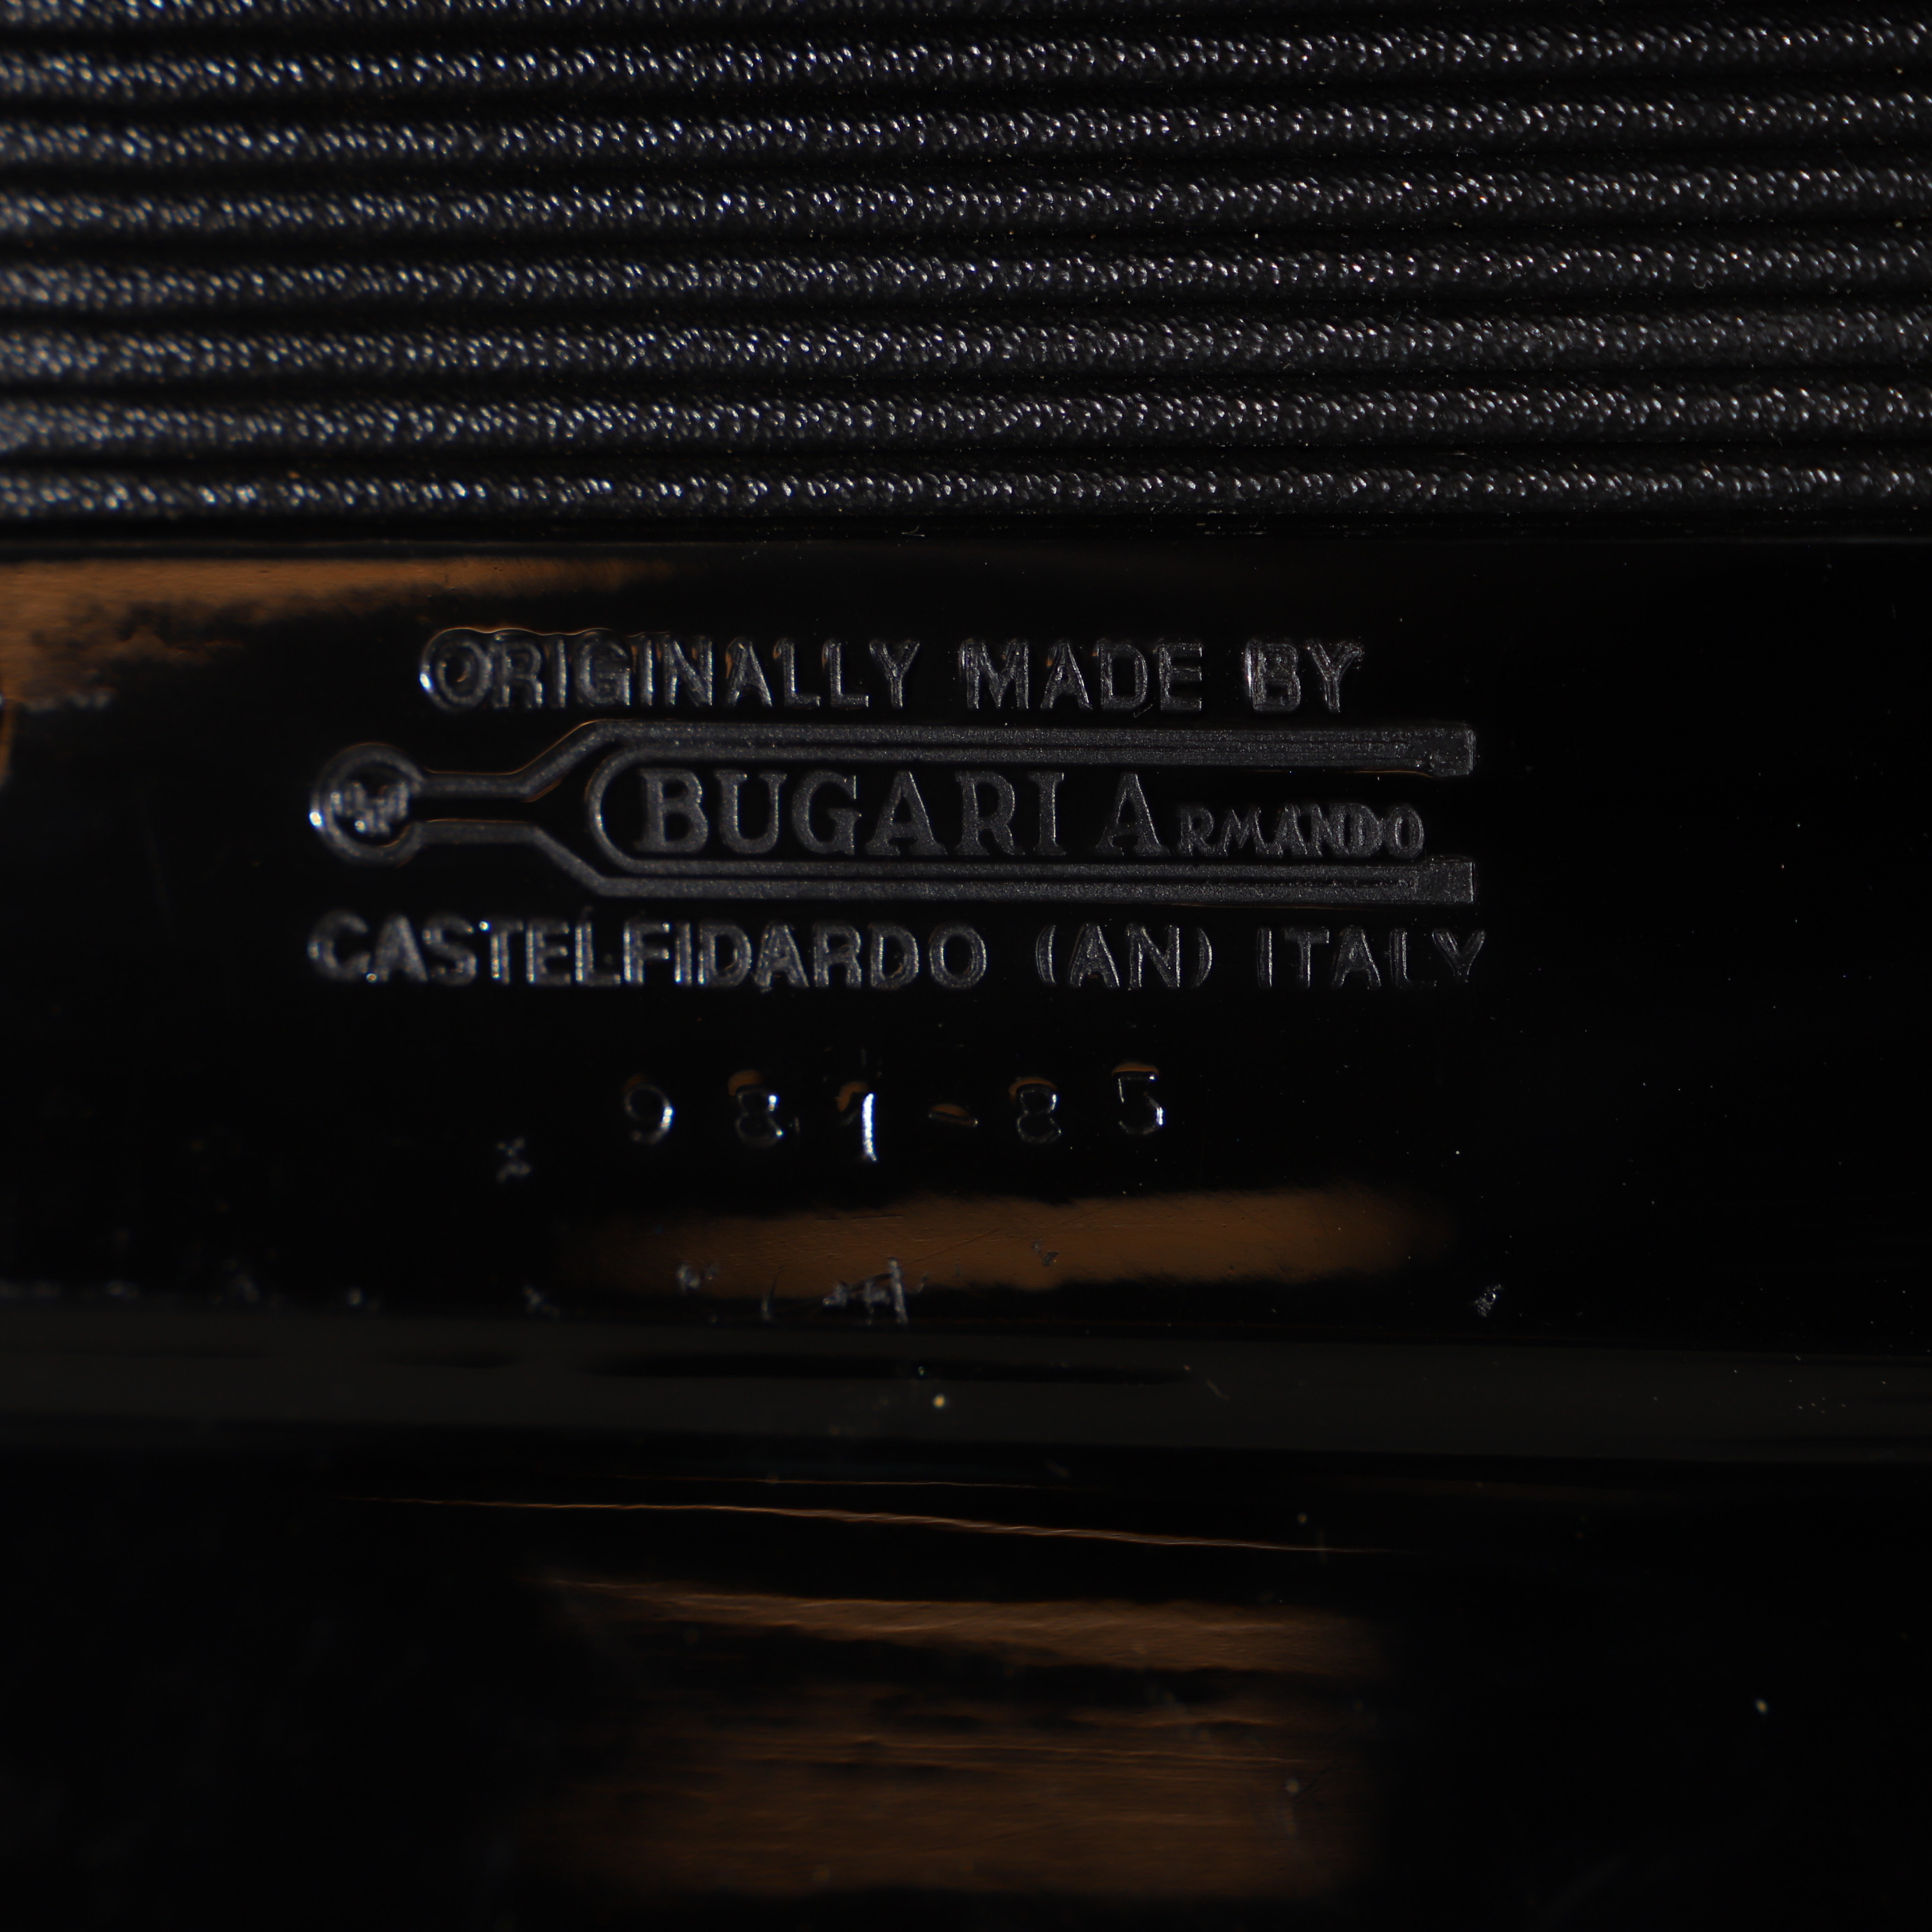 ORIGINALLY MADE BY
BUGARI ARMANDO
CASTELFIDARDO (AN) ITALY
981-85